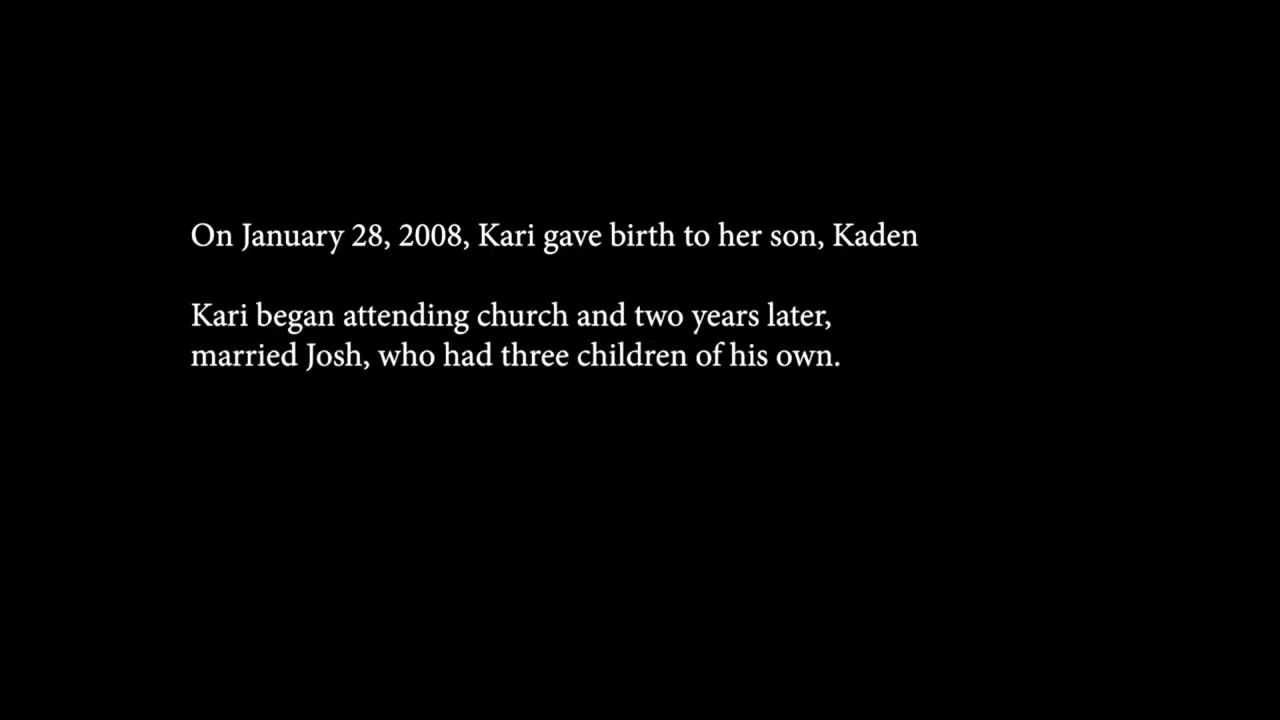 On January 28, 2008, Kari gave birth to her son, Kaden
Kari began attending church and two years later,
married Josh, who had three children of his own.